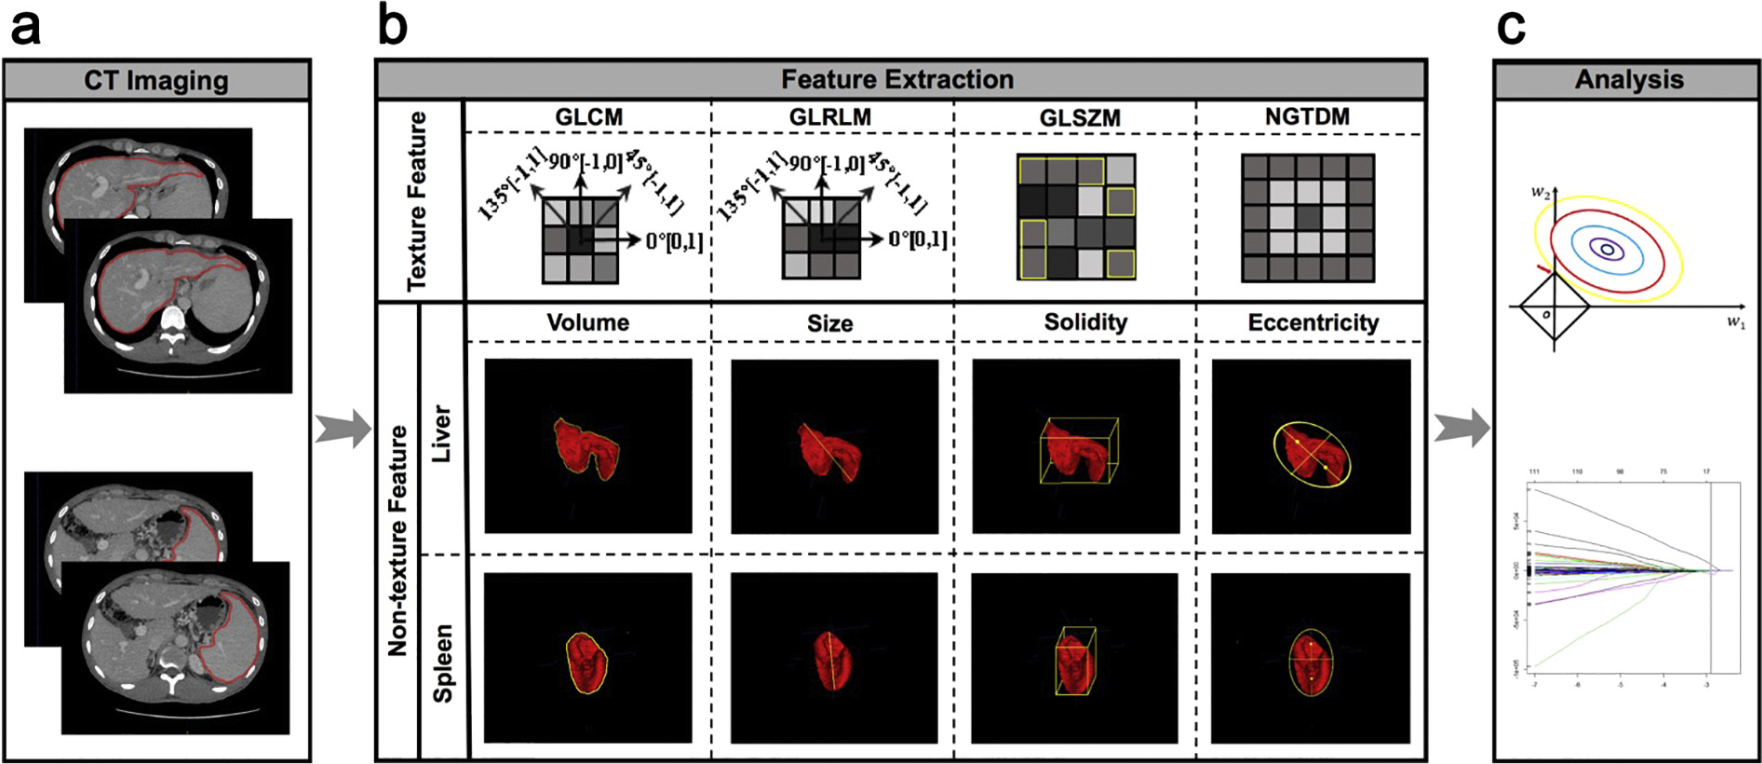 a
b
c
CT Imaging
Feature Extraction
Analysis
Texture Feature
GLCM
GLRLM
GLSZM
NGTDM
135°[-1,1]
90°[-1,0]
45°[-1,1]
0°[0,1]
135°[-1,1]
90°[-1,0]
45°[-1,1]
0°[0,1]
Non-texture Feature
Volume
Size
Solidity
Eccentricity
Liver
Spleen
w2
o
w1
111 110 98 75 17
5e+04
0e+00
-5e+04
-1e+05
-7 -6 -5 -4 -3